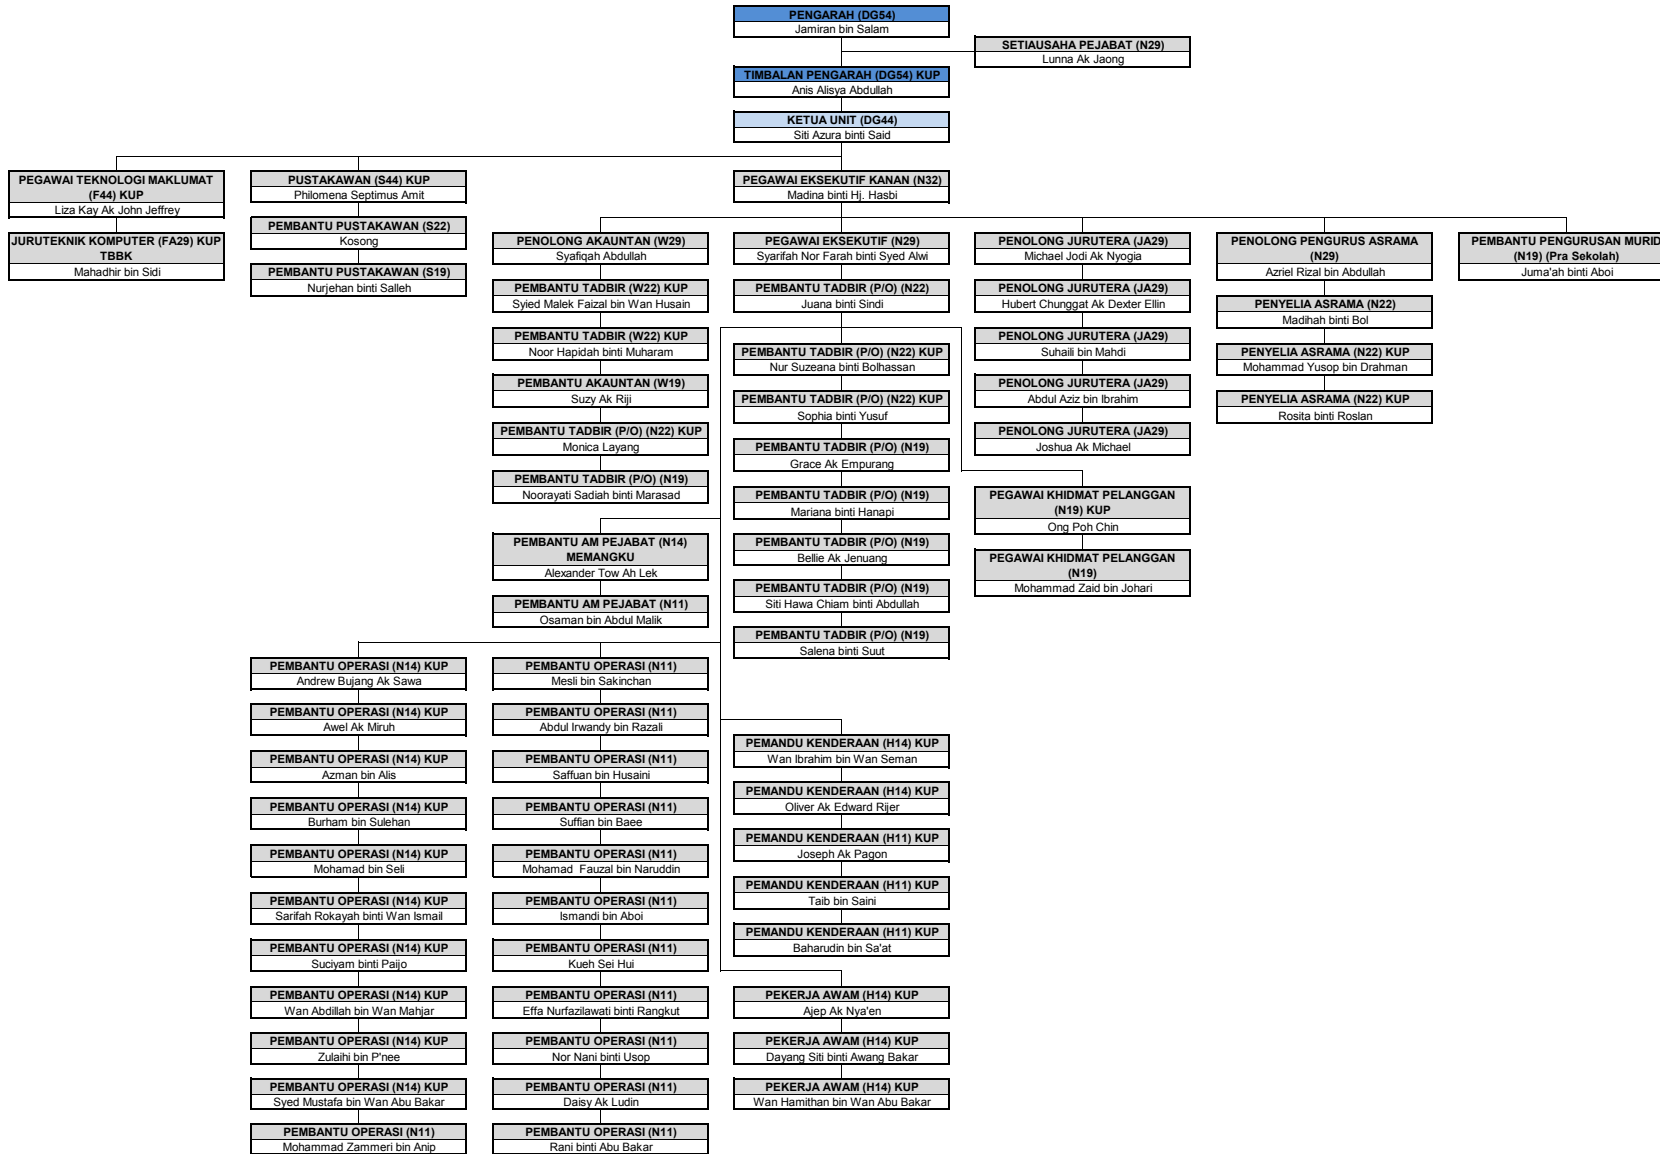 PENGARAH (DG54)
Jamiran bin Salam
SETIAUSAHA PEJABAT (N29)
Lunna Ak Jaong
TIMBALAN PENGARAH (DG54) KUP
Anis Alisya Abdullah
KETUA UNIT (DG44)
Siti Azura binti Said
PEGAWAI TEKNOLOGI MAKLUMAT
(F44) KUP
Liza Kay Ak John Jeffrey
JURUTEKNIK KOMPUTER (FA29) KUP
TBBK
Mahadhir bin Sidi
PUSTAKAWAN (S44) KUP
Philomena Septimus Amit
PEMBANTU PUSTAKAWAN (S22)
Kosong
PEMBANTU PUSTAKAWAN (S19)
Nurjehan binti Salleh
PEGAWAI EKSEKUTIF KANAN (N32)
Madina binti Hj. Hasbi
PENOLONG AKAUNTAN (W29)
Syafiqah Abdullah
PEMBANTU TADBIR (W22) KUP
Syied Malek Faizal bin Wan Husain
PEMBANTU TADBIR (W22) KUP
Noor Hapidah binti Muharam
PEMBANTU AKAUNTAN (W19)
Suzy Ak Riji
PEMBANTU TADBIR (P/O) (N22) KUP
Monica Layang
PEMBANTU TADBIR (P/O) (N19)
Noorayati Sadiah binti Marasad
PEGAWAI EKSEKUTIF (N29)
Syarifah Nor Farah binti Syed Alwi
PEMBANTU TADBIR (P/O) (N22)
Juana binti Sindi
PEMBANTU TADBIR (P/O) (N22) KUP
Nur Suzeana binti Bolhassan
PEMBANTU TADBIR (P/O) (N22) KUP
Sophia binti Yusuf
PEMBANTU TADBIR (P/O) (N19)
Grace Ak Empurang
PEMBANTU TADBIR (P/O) (N19)
Mariana binti Hanapi
PEMBANTU TADBIR (P/O) (N19)
Bellie Ak Jenuang
PEMBANTU TADBIR (P/O) (N19)
Siti Hawa Chiam binti Abdullah
PEMBANTU TADBIR (P/O) (N19)
Salena binti Suut
PENOLONG JURUTERA (JA29)
Michael Jodi Ak Nyogia
PENOLONG JURUTERA (JA29)
Hubert Chunggat Ak Dexter Ellin
PENOLONG JURUTERA (JA29)
Suhaili bin Mahdi
PENOLONG JURUTERA (JA29)
Abdul Aziz bin Ibrahim
PENOLONG JURUTERA (JA29)
Joshua Ak Michael
PENOLONG PENGURUS ASRAMA
(N29)
Azriel Rizal bin Abdullah
PENYELIA ASRAMA (N22)
Madihah binti Bol
PENYELIA ASRAMA (N22) KUP
Mohammad Yusop bin Drahman
PENYELIA ASRAMA (N22) KUP
Rosita binti Roslan
PEMBANTU PENGURUSAN MURID
(N19) (Pra Sekolah)
Juma'ah binti Aboi
PEGAWAI KHIDMAT PELANGGAN
(N19) KUP
Ong Poh Chin
PEGAWAI KHIDMAT PELANGGAN
(N19)
Mohammad Zaid bin Johari
PEMBANTU AM PEJABAT (N14)
MEMANGKU
Alexander Tow Ah Lek
PEMBANTU AM PEJABAT (N11)
Osaman bin Abdul Malik
PEMBANTU OPERASI (N14) KUP
Andrew Bujang Ak Sawa
PEMBANTU OPERASI (N14) KUP
Awel Ak Miruh
PEMBANTU OPERASI (N14) KUP
Azman bin Alis
PEMBANTU OPERASI (N14) KUP
Burham bin Sulehan
PEMBANTU OPERASI (N14) KUP
Mohamad bin Seli
PEMBANTU OPERASI (N14) KUP
Sarifah Rokayah binti Wan Ismail
PEMBANTU OPERASI (N14) KUP
Suciyam binti Paijo
PEMBANTU OPERASI (N14) KUP
Wan Abdillah bin Wan Mahjar
PEMBANTU OPERASI (N14) KUP
Zulaihi bin P'nee
PEMBANTU OPERASI (N14) KUP
Syed Mustafa bin Wan Abu Bakar
PEMBANTU OPERASI (N11)
Mohammad Zammeri bin Anip
PEMBANTU OPERASI (N11)
Mesli bin Sakinchan
PEMBANTU OPERASI (N11)
Abdul Irwandy bin Razali
PEMBANTU OPERASI (N11)
Saffuan bin Husaini
PEMBANTU OPERASI (N11)
Suffian bin Baee
PEMBANTU OPERASI (N11)
Mohamad Fauzal bin Naruddin
PEMBANTU OPERASI (N11)
Ismandi bin Aboi
PEMBANTU OPERASI (N11)
Kueh Sei Hui
PEMBANTU OPERASI (N11)
Effa Nurfazilawati binti Rangkut
PEMBANTU OPERASI (N11)
Nor Nani binti Usop
PEMBANTU OPERASI (N11)
Daisy Ak Ludin
PEMBANTU OPERASI (N11)
Rani binti Abu Bakar
PEMANDU KENDERAAN (H14) KUP
Wan Ibrahim bin Wan Seman
PEMANDU KENDERAAN (H14) KUP
Oliver Ak Edward Rijer
PEMANDU KENDERAAN (H11) KUP
Joseph Ak Pagon
PEMANDU KENDERAAN (H11) KUP
Taib bin Saini
PEMANDU KENDERAAN (H11) KUP
Baharudin bin Sa'at
PEKERJA AWAM (H14) KUP
Ajep Ak Nya'en
PEKERJA AWAM (H14) KUP
Dayang Siti binti Awang Bakar
PEKERJA AWAM (H14) KUP
Wan Hamithan bin Wan Abu Bakar